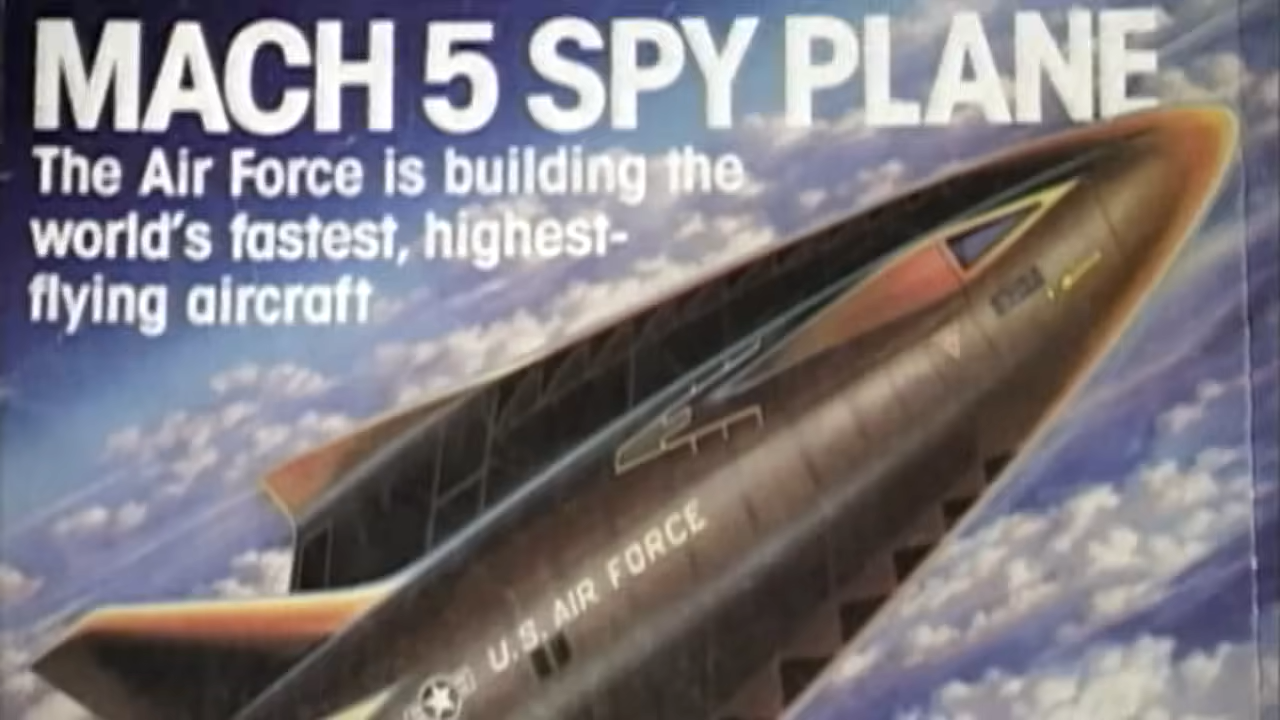 MACH 5 SPY PLANE
The Air Force is building the
world's fastest, highest-
flying aircraft
U.S. AIR FORCE